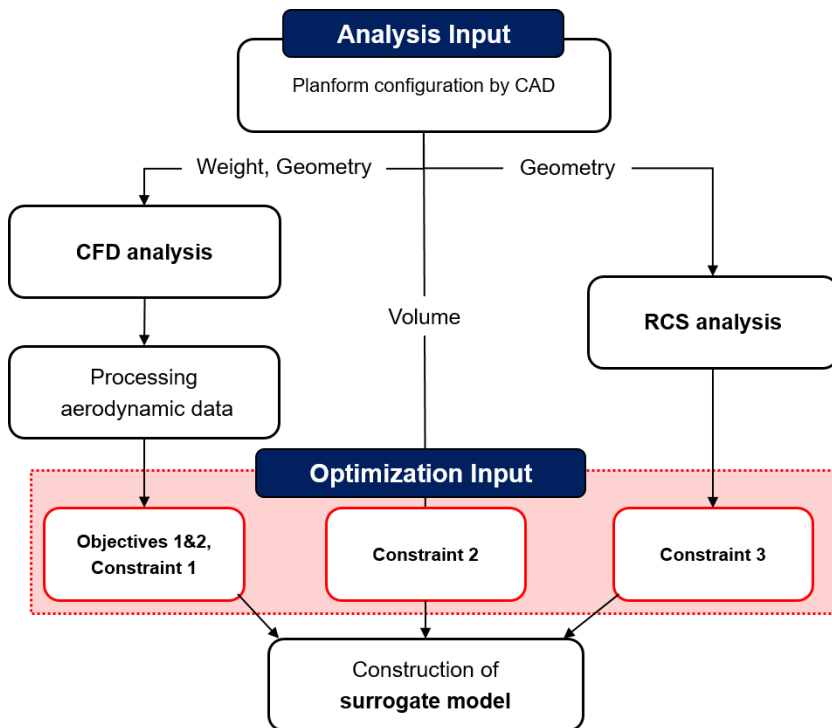 Analysis Input
Planform configuration by CAD
Weight, Geometry
Geometry
CFD analysis
Volume
RCS analysis
Processing
aerodynamic data
Optimization Input
Objectives 1&2,
Constraint 1
Constraint 2
Constraint 3
Construction of
surrogate model